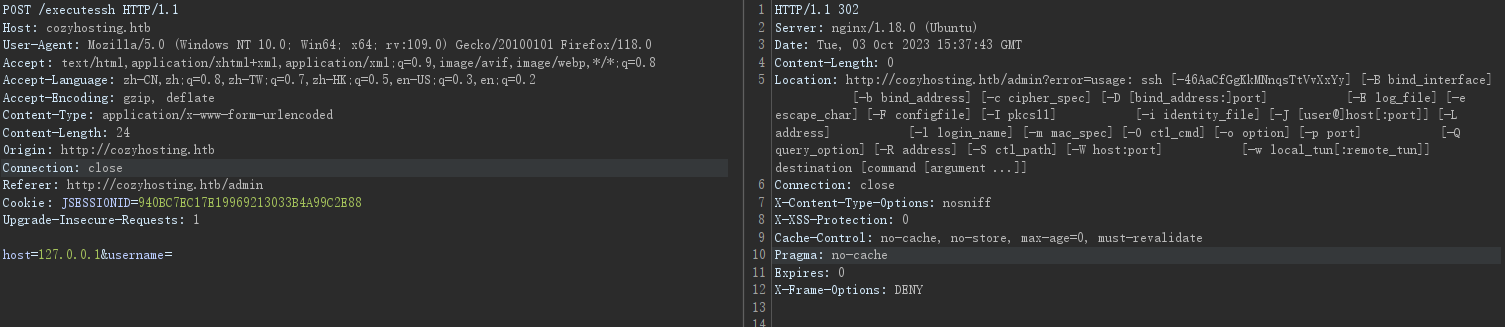 POST /executessh HTTP/1.1
Host: cozyhosting.htb
User-Agent: Mozilla/5.0 (Windows NT 10.0; Win64; x64; rv:109.0) Gecko/20100101 Firefox/118.0
Accept: text/html,application/xhtml+xml,application/xml;q=0.9,image/avif,image/webp,*/*;q=0.8
Accept-Language: zh-CN,zh;q=0.8,zh-TW;q=0.7,zh-HK;q=0.5,en-US;q=0.3,en;q=0.2
Accept-Encoding: gzip, deflate
Content-Type: application/x-www-form-urlencoded
Content-Length: 24
Origin: http://cozyhosting.htb
Connection: close
Referer: http://cozyhosting.htb/admin
Cookie: JSESSIONID=940BC7EC17E19969213033B4A99C2E88
Upgrade-Insecure-Requests: 1
host=127.0.0.1&username=
1 HTTP/1.1 302
2 Server: nginx/1.18.0 (Ubuntu)
3 Date: Tue, 03 Oct 2023 15:37:43 GMT
4 Content-Length: 0
5 Location: http://cozyhosting.htb/admin?error=usage: ssh [-46AaCfGgKkMNnqsTtVvXxYy] [-B bind_interface]
[-b bind_address] [-c cipher_spec] [-D [bind_address:]port] [-E log_file] [-e
escape_char] [-F configfile] [-I pkcs11] [-i identity_file] [-J [user@]host[:port]] [-L
address] [-l login_name] [-m mac_spec] [-O ctl_cmd] [-o option] [-p port] [-Q
query_option] [-R address] [-S ctl_path] [-W host:port] [-w local_tun[:remote_tun]]
destination [command [argument ...]]
6 Connection: close
7 X-Content-Type-Options: nosniff
8 X-XSS-Protection: 0
9 Cache-Control: no-cache, no-store, max-age=0, must-revalidate
10 Pragma: no-cache
11 Expires: 0
12 X-Frame-Options: DENY
13
14